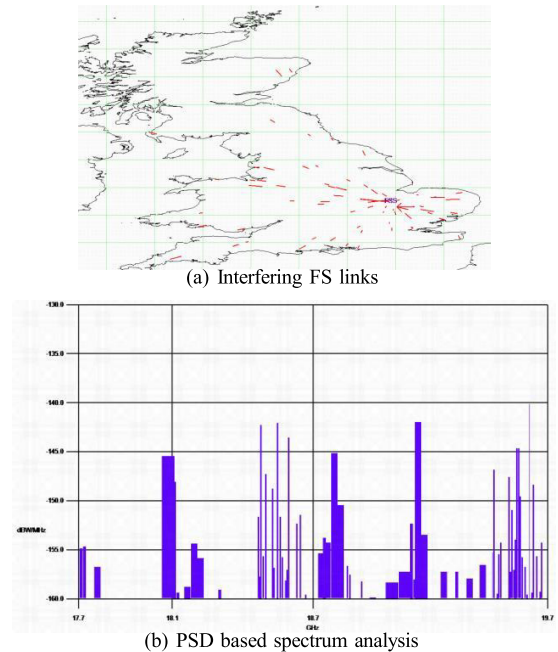 FSS
(a) Interfering FS links
-130.0
-135.0
-140.0
-145.0
-150.0
dBW/MHz
-155.0
-160.0
17.7 18.1 18.7 19.7
GHz
(b) PSD based spectrum analysis